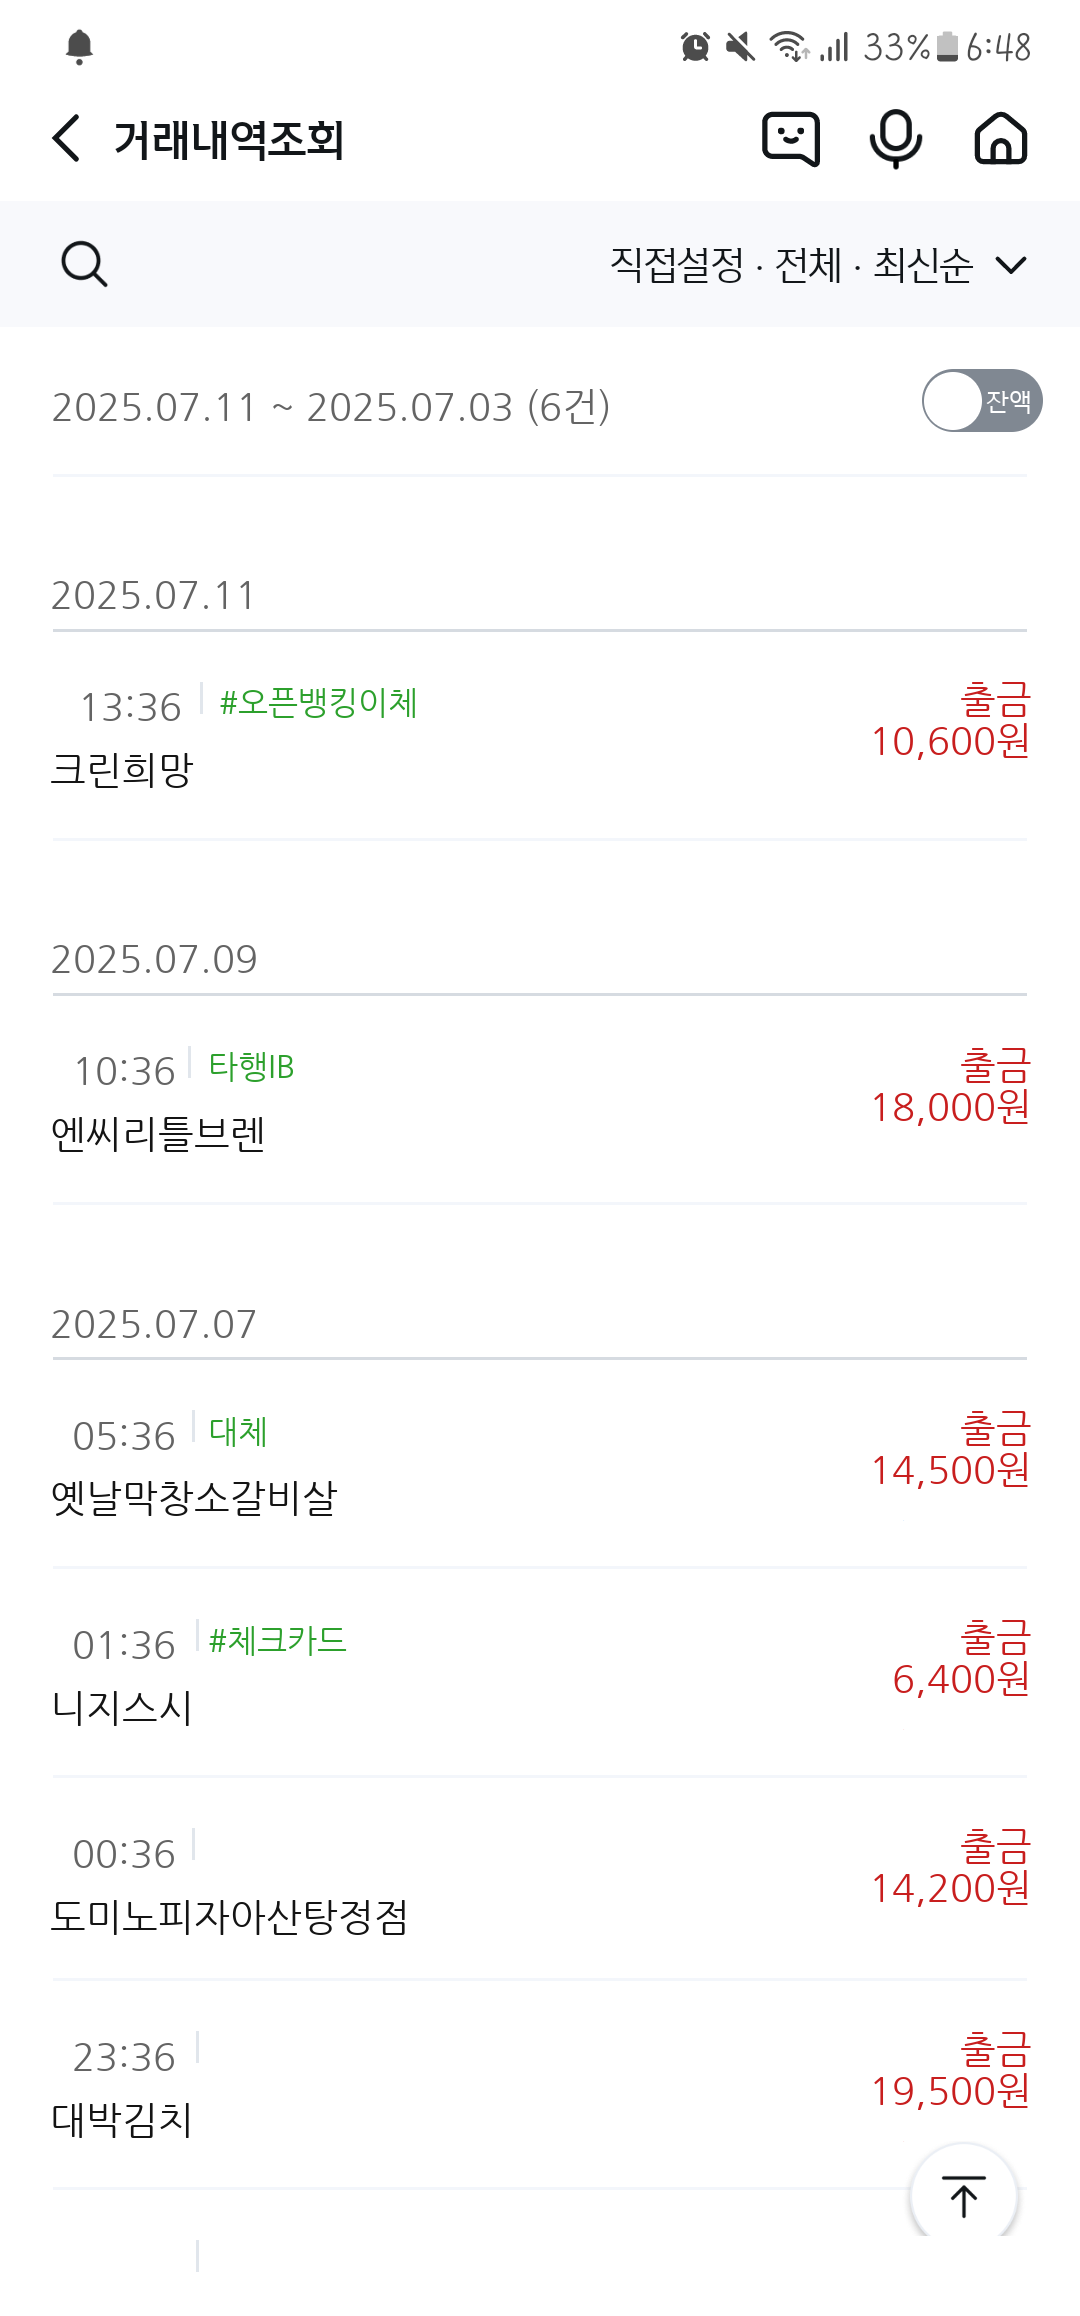 33% 6:48
거래내역조회
직접설정 · 전체 · 최신순
2025.07.11 ~ 2025.07.03 (6건)
잔액
2025.07.11
13:36 #오픈뱅킹이체
출금
10,600원
크린희망
2025.07.09
10:36 타행IB
출금
18,000원
엔씨리틀브렌
2025.07.07
05:36 대체
출금
14,500원
옛날막창소갈비살
01:36 #체크카드
출금
6,400원
니지스시
00:36
출금
14,200원
도미노피자아산탕정점
23:36
출금
19,500원
대박김치